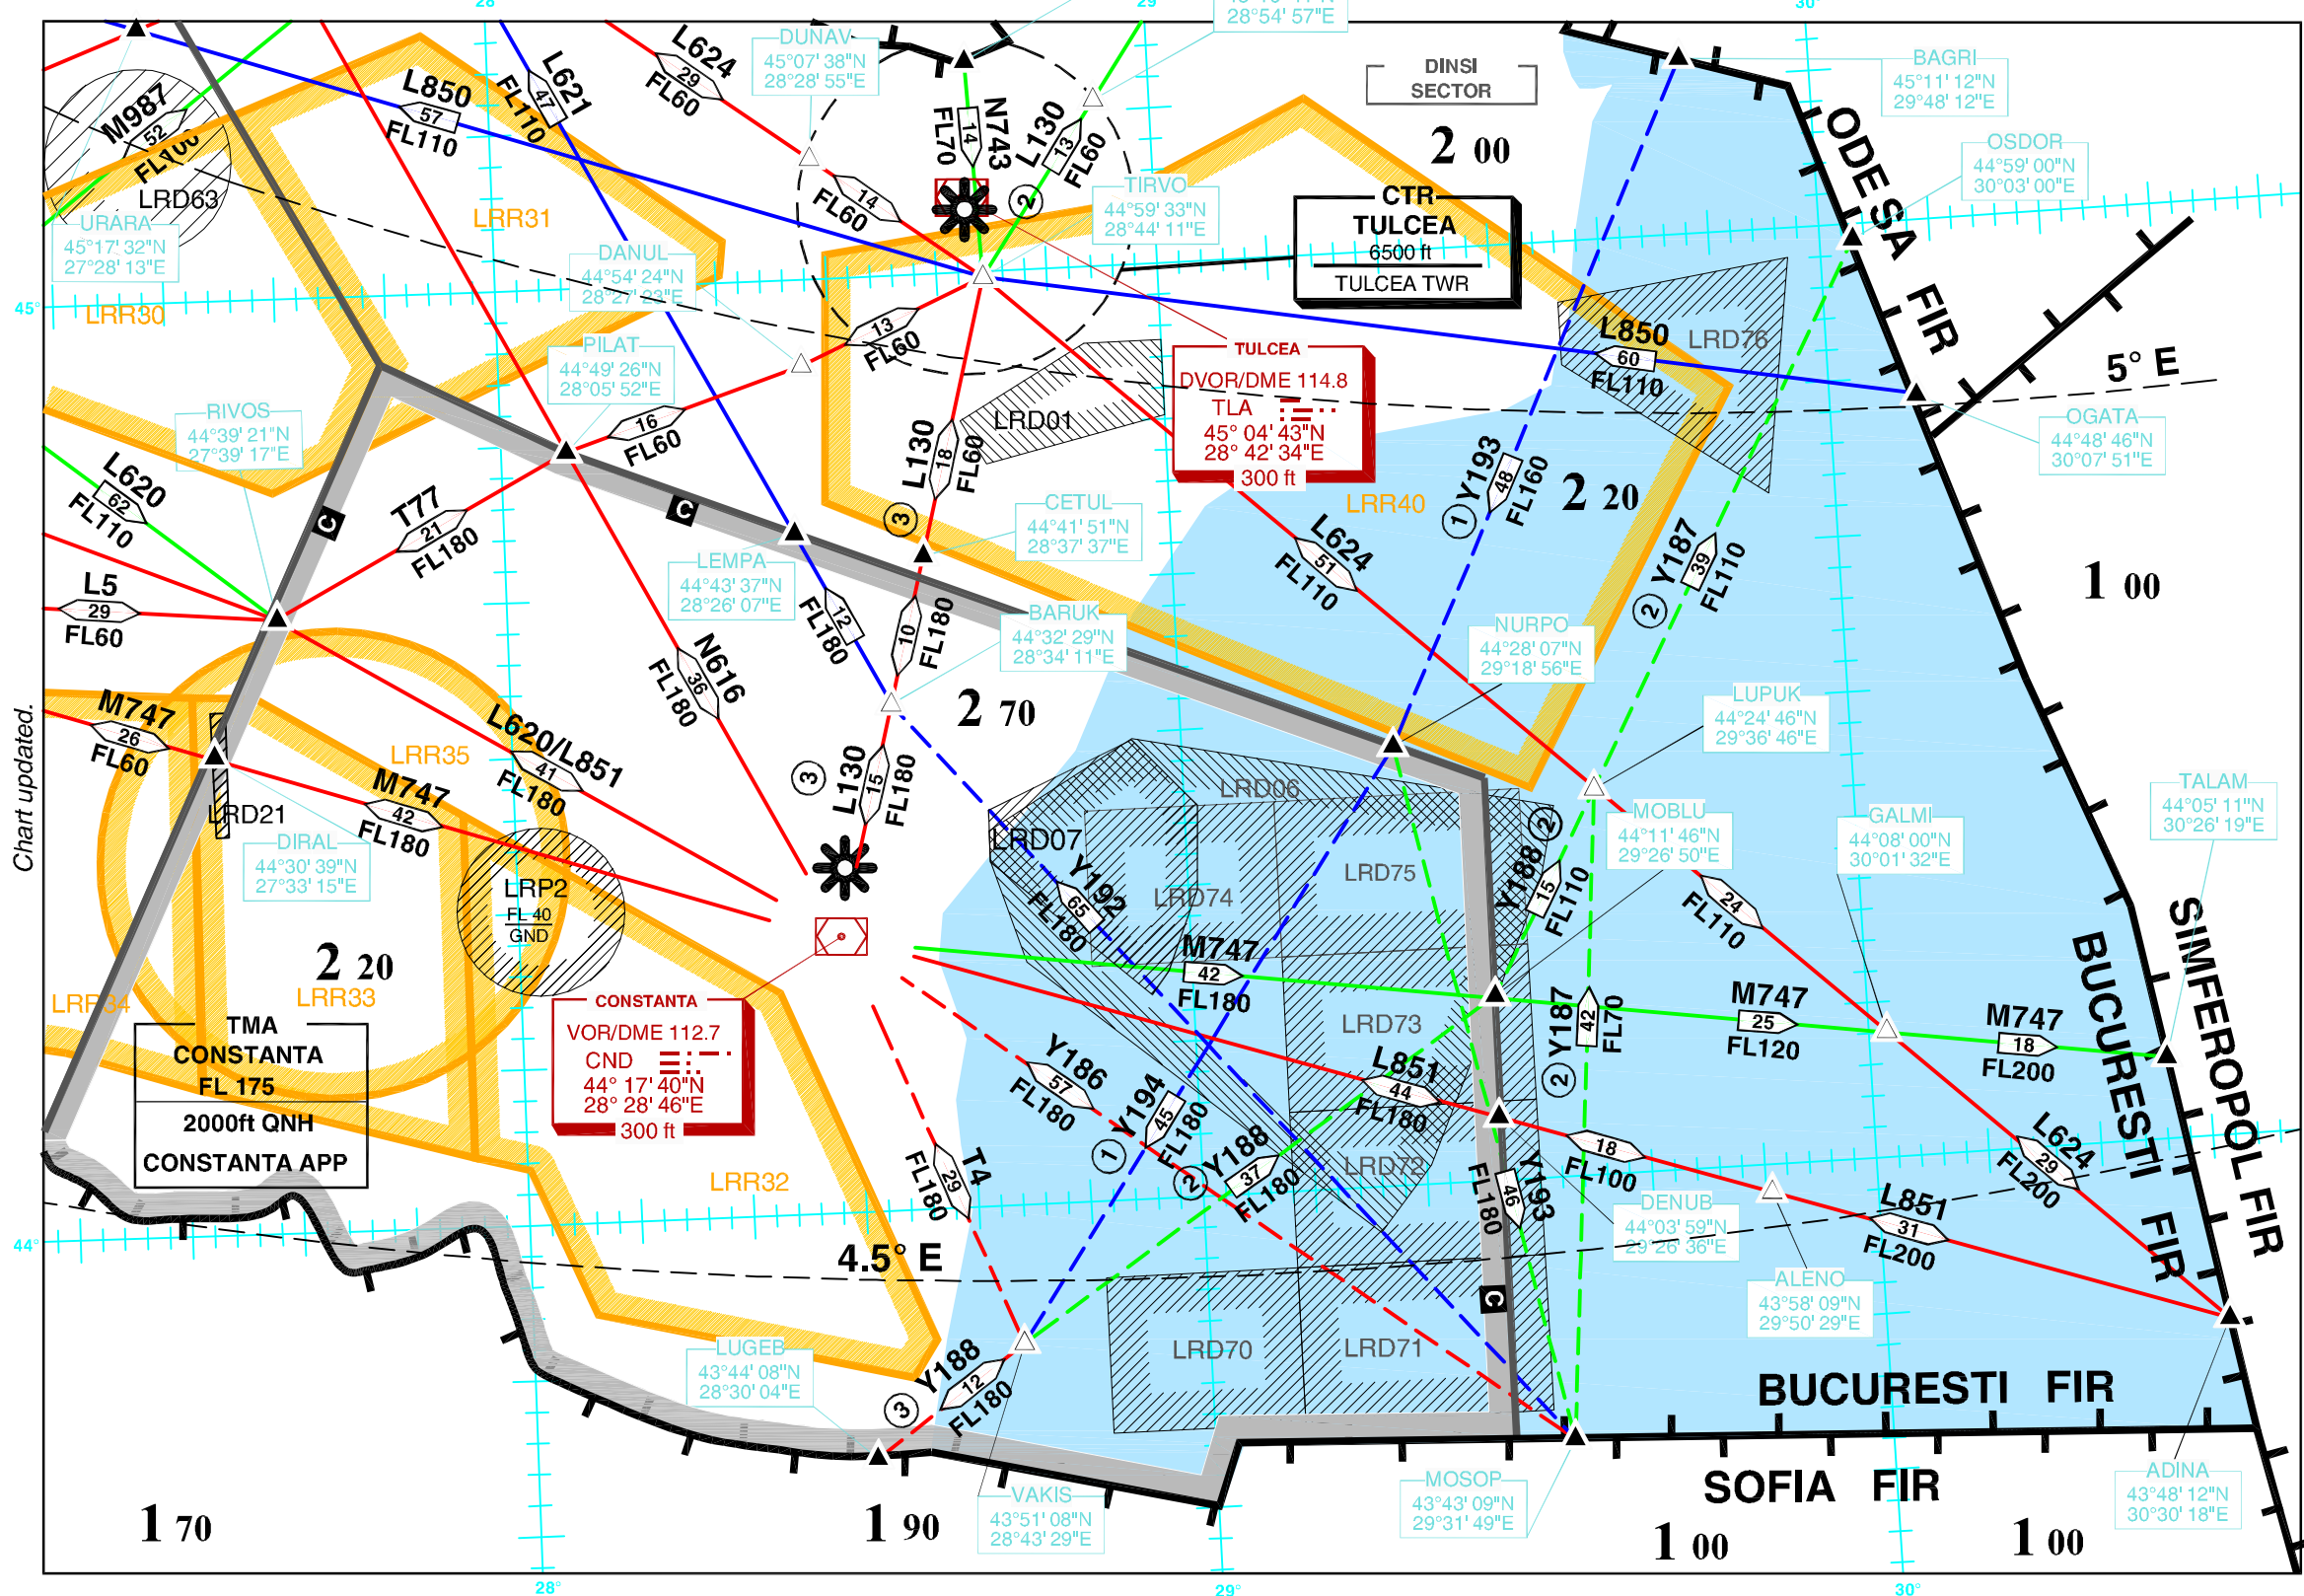 28°
29
30°
28°54'57"E
DUNAV
45°07'38"N
28°28'55"E
L624
29
FL60
L621
47
FL110
L850
57
FL110
M987
52
FL100
LRD63
N743
14
FL70
L130
13
FL60
2
DINSI
SECTOR
2 00
BAGRI
45°11'12"N
29°48'12"E
ODESA FIR
OSDOR
44°59'00"N
30°03'00"E
URARA
45°17'32"N
27°28'13"E
LRR31
14
FL60
TIRVO
44°59'33"N
28°44'11"E
CTR
TULCEA
6500 ft
TULCEA TWR
DANUL
44°54'24"N
28°27'23"E
45°
LRR30
PILAT
44°49'26"N
28°05'52"E
13
FL60
TULCEA
DVOR/DME 114.8
TLA
45° 04' 43"N
28° 42' 34"E
300 ft
LRD01
L850
60
FL110
LRD76
5° E
OGATA
44°48'46"N
30°07'51"E
RIVOS
44°39'21"N
27°39'17"E
16
FL60
L130
18
FL60
3
C
C
L620
62
FL110
T77
21
FL180
LEMPA
44°43'37"N
28°26'07"E
CETUL
44°41'51"N
28°37'37"E
LRR40
Y193
48
FL160
1
2 20
L624
51
FL110
Y187
39
FL110
2
1 00
L5
29
FL60
12
FL180
10
FL180
BARUK
44°32'29"N
28°34'11"E
NURPO
44°28'07"N
29°18'56"E
N616
36
FL180
2 70
LUPUK
44°24'46"N
29°36'46"E
Chart updated.
M747
26
FL60
LRR35
L620/L851
41
FL180
M747
42
FL180
LRD21
DIRAL
44°30'39"N
27°33'15"E
3
L130
15
FL180
LRD06
LRD07
LRD75
LRD74
Y192
65
FL180
MOBLU
44°11'46"N
29°26'50"E
GALMI
44°08'00"N
30°01'32"E
TALAM
44°05'11"N
30°26'19"E
Y188
2
15
FL110
24
FL110
LRP2
FL 40
GND
2 20
LRR34
LRR33
M747
42
FL180
SIMFEROPOL FIR
BUCURESTI FIR
TMA
CONSTANTA
FL 175
2000ft QNH
CONSTANTA APP
CONSTANTA
VOR/DME 112.7
CND
44° 17' 40"N
28° 28' 46"E
300 ft
LRD73
L851
44
FL180
Y187
42
FL70
2
M747
25
FL120
M747
18
FL200
Y186
57
FL180
Y194
45
FL180
1
Y188
37
FL180
2
LRD72
T4
29
FL180
Y193
46
FL180
18
FL100
L624
29
FL200
L851
31
FL200
LRR32
DENUB
44°03'59"N
29°26'36"E
44°
4.5° E
C
ALENO
43°58'09"N
29°50'29"E
LUGEB
43°44'08"N
28°30'04"E
Y188
12
FL180
3
LRD70
LRD71
BUCURESTI FIR
SOFIA FIR
MOSOP
43°43'09"N
29°31'49"E
VAKIS
43°51'08"N
28°43'29"E
ADINA
43°48'12"N
30°30'18"E
1 70
1 90
1 00
1 00
28°
29°
30°